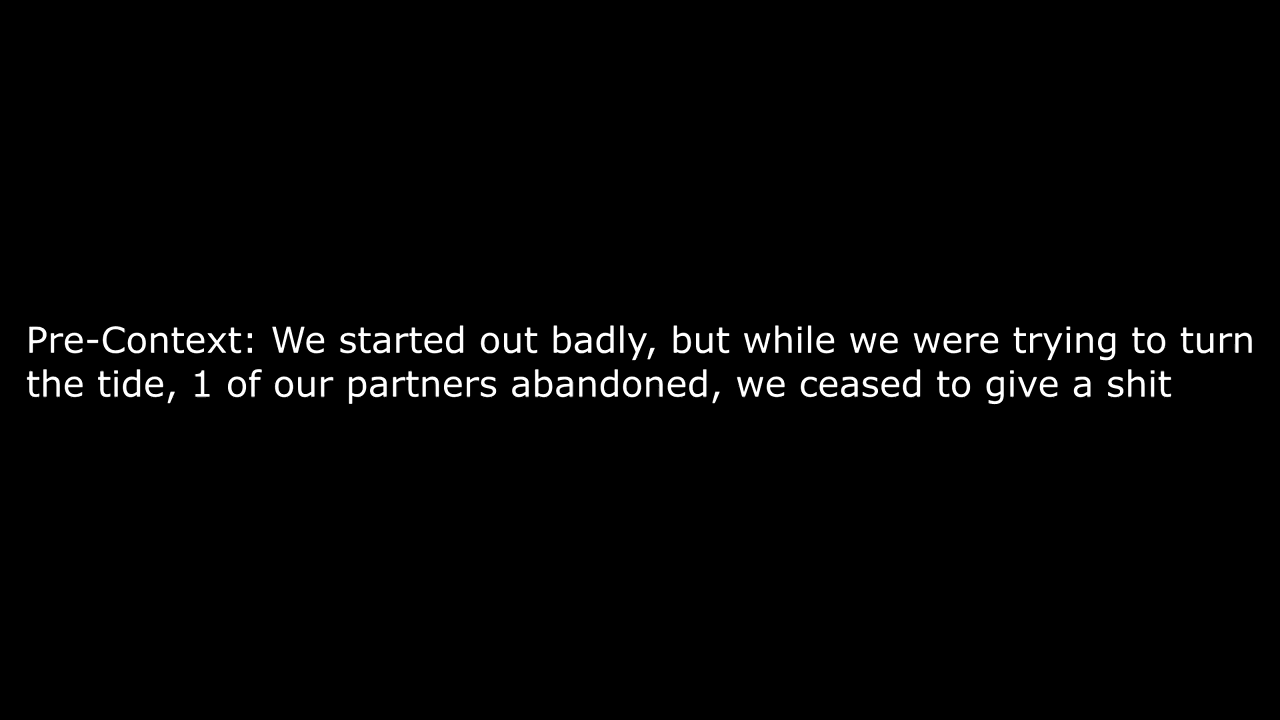 Pre-Context: We started out badly, but while we were trying to turn
the tide, 1 of our partners abandoned, we ceased to give a shit